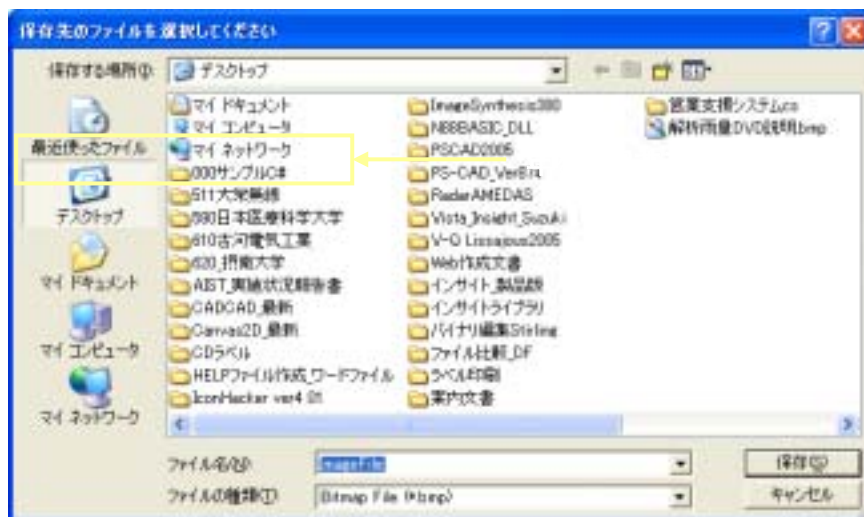 保存先のファイルを選択してください
保存する場所(I):
デスクトップ
最近使ったファイル
デスクトップ
マイ ドキュメント
マイ コンピュータ
マイ ネットワーク
マイ ドキュメント
マイ コンピュータ
マイ ネットワーク
000サンプルC#
511大栄無線
680日本医療科学大学
610古河電気工業
620_摂南大学
AIST_実施状況報告書
CADCAD_最新
Canvas2D_最新
CDラベル
HELPファイル作成_ワードファイル
IconHacker ver4 01
ImageSynthesis380
N88BASIC_DLL
PSCAD2005
PS-CAD_Ver8
RadarAMEDAS
Vista_Insight_Suzuki
V-Q Lissajous2005
Web作成文書
インサイト_製品版
インサイトライブラリ
バイナリ編集Stirling
ファイル比較_DF
ラベル印刷
案内文書
営業支援システム
解析雨量DVD説明.bmp
ファイル名(N):
imageFile
保存(S)
ファイルの種類(T):
Bitmap File (*.bmp)
キャンセル